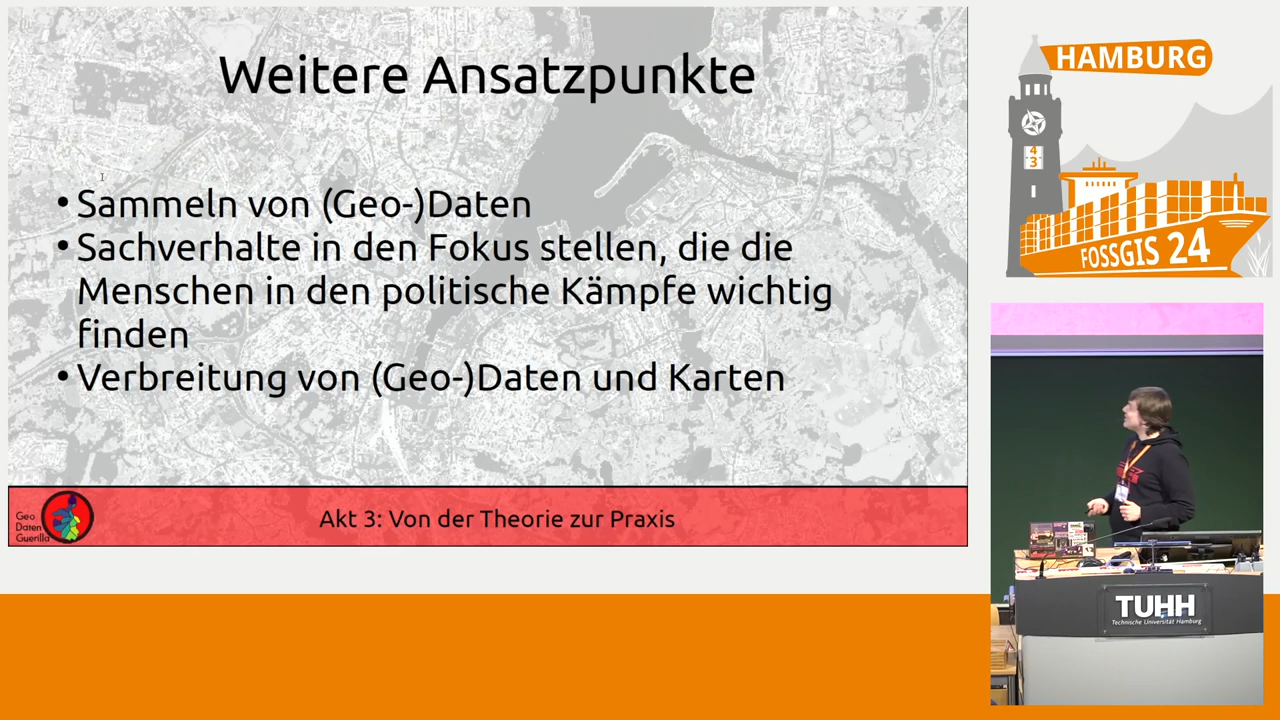 Weitere Ansatzpunkte
• Sammeln von (Geo-)Daten
• Sachverhalte in den Fokus stellen, die die
Menschen in den politische Kämpfe wichtig
finden
• Verbreitung von (Geo-)Daten und Karten
Geo
Daten
Guerilla
Akt 3: Von der Theorie zur Praxis
HAMBURG
4
3
FOSSGIS 24
TUHH
Technische Universität Hamburg